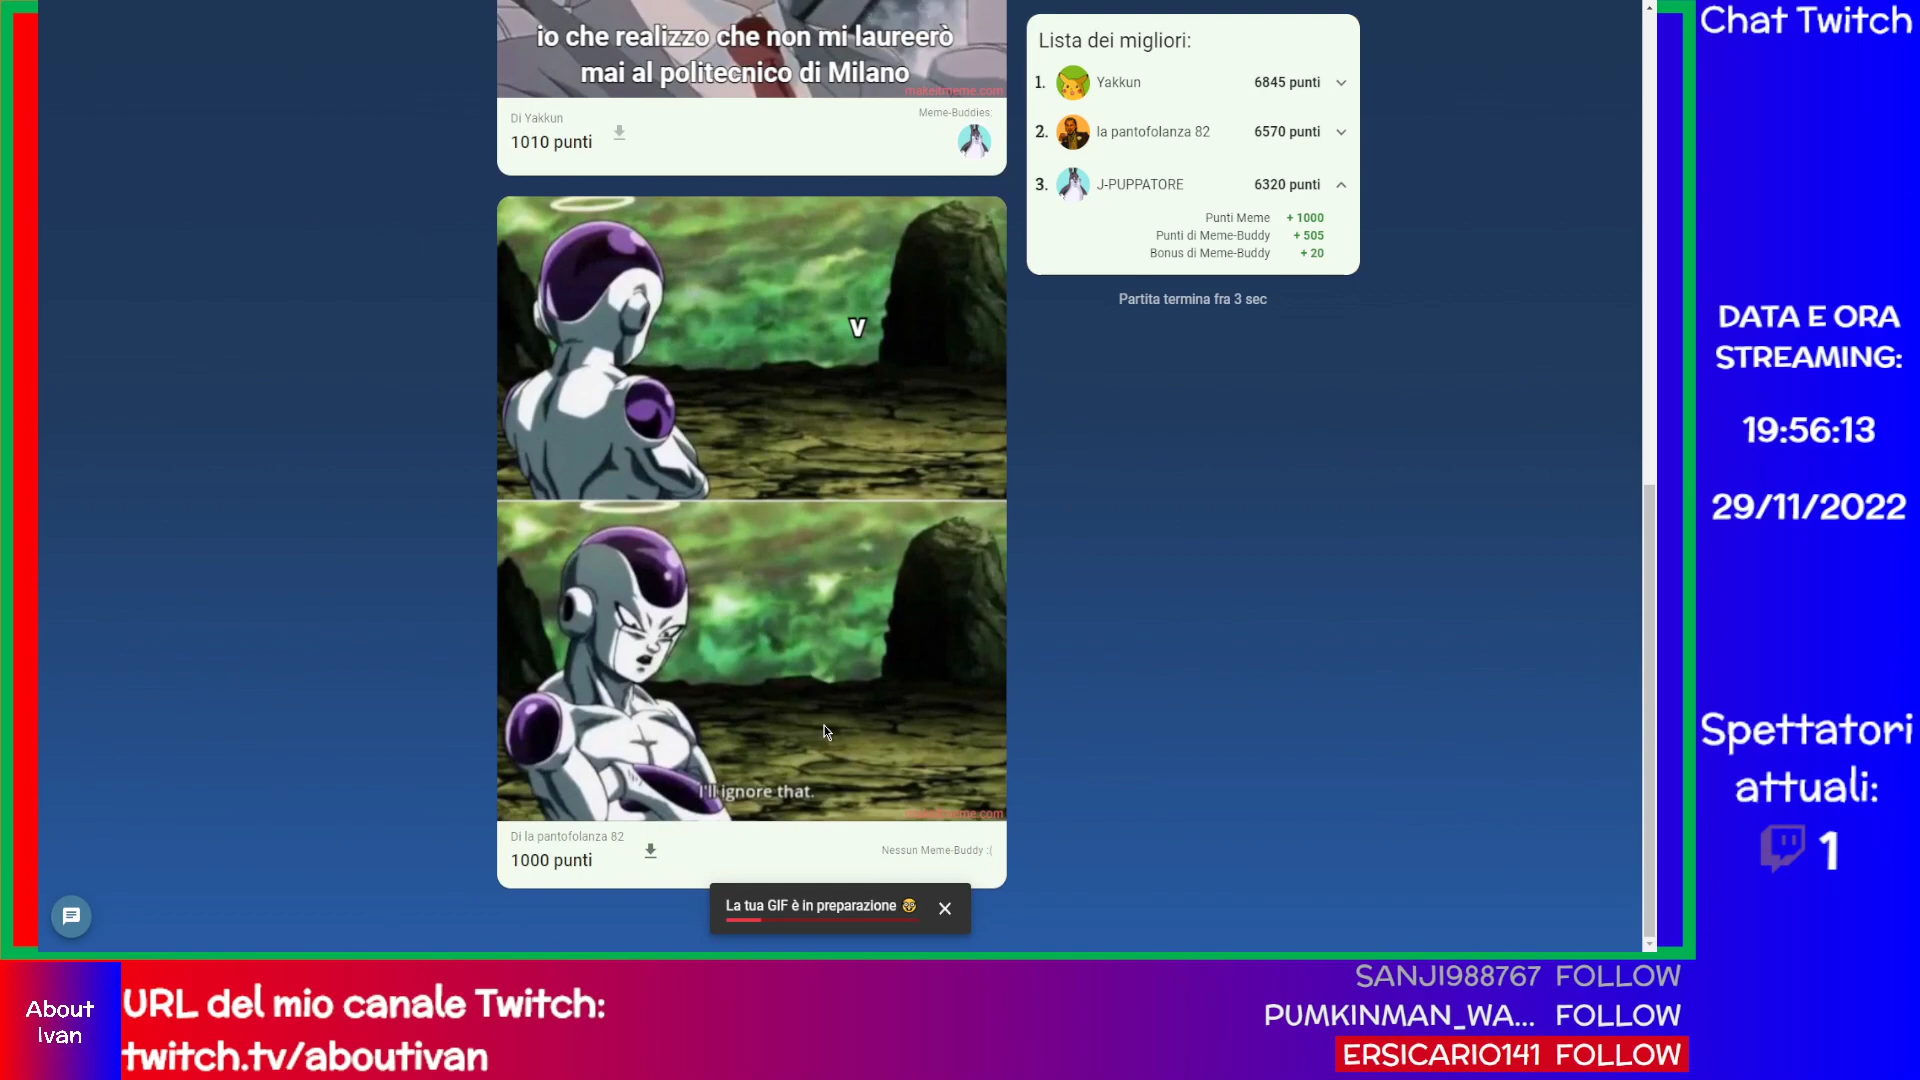 io che realizzo che non mi laureerò
mai al politecnico di Milano
makeitmeme.com
Di Yakkun
1010 punti
Meme-Buddies:
V
I'll ignore that.
makeitmeme.com
Di la pantofolanza 82
1000 punti
Nessun Meme-Buddy :(
La tua GIF è in preparazione
Lista dei migliori:
1. Yakkun 6845 punti
2. la pantofolanza 82 6570 punti
3. J-PUPPATORE 6320 punti
Punti Meme + 1000
Punti di Meme-Buddy + 505
Bonus di Meme-Buddy + 20
Partita termina fra 3 sec
Chat Twitch
DATA E ORA
STREAMING:
19:56:13
29/11/2022
Spettatori
attuali:
1
About
Ivan
URL del mio canale Twitch:
twitch.tv/aboutivan
SANJI988767 FOLLOW
PUMKINMAN_WA... FOLLOW
ERSICARIO141 FOLLOW